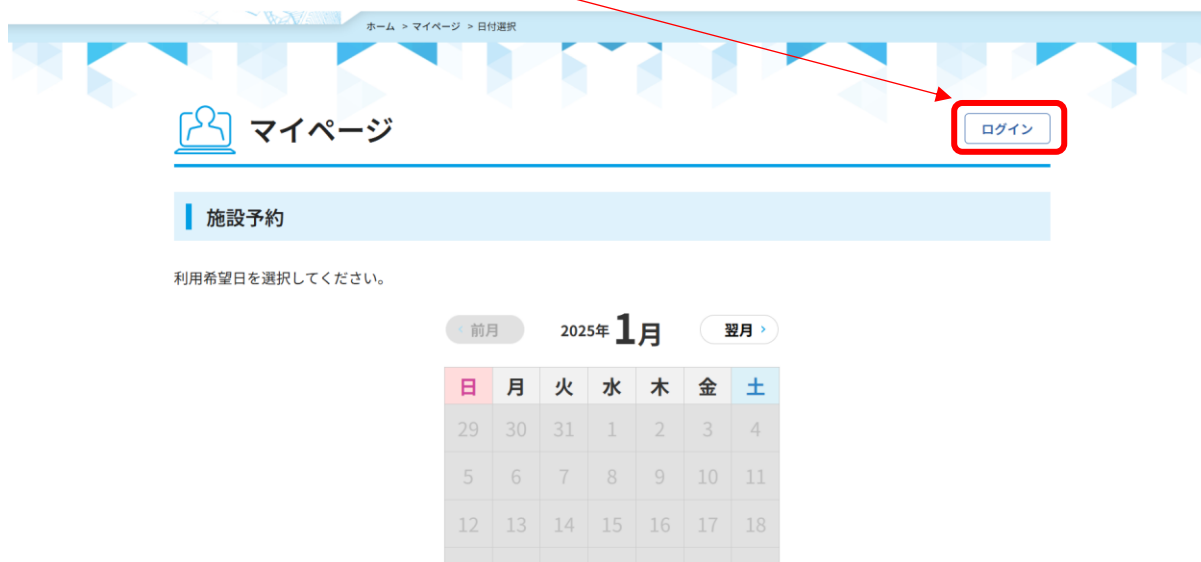 ホーム > マイページ > 日付選択
マイページ
ログイン
施設予約
利用希望日を選択してください。
前月 2025年1月 翌月
日 月 火 水 木 金 土
29 30 31 1 2 3 4
5 6 7 8 9 10 11
12 13 14 15 16 17 18